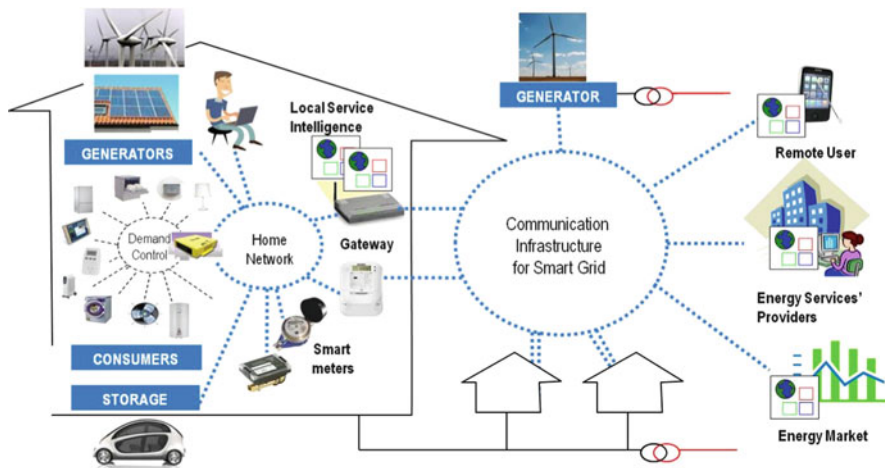 GENERATORS
Local Service
Intelligence
GENERATOR
Remote User
Demand
Control
Home
Network
Gateway
Communication
Infrastructure
for Smart Grid
Energy Services'
Providers
Smart
meters
CONSUMERS
STORAGE
Energy Market